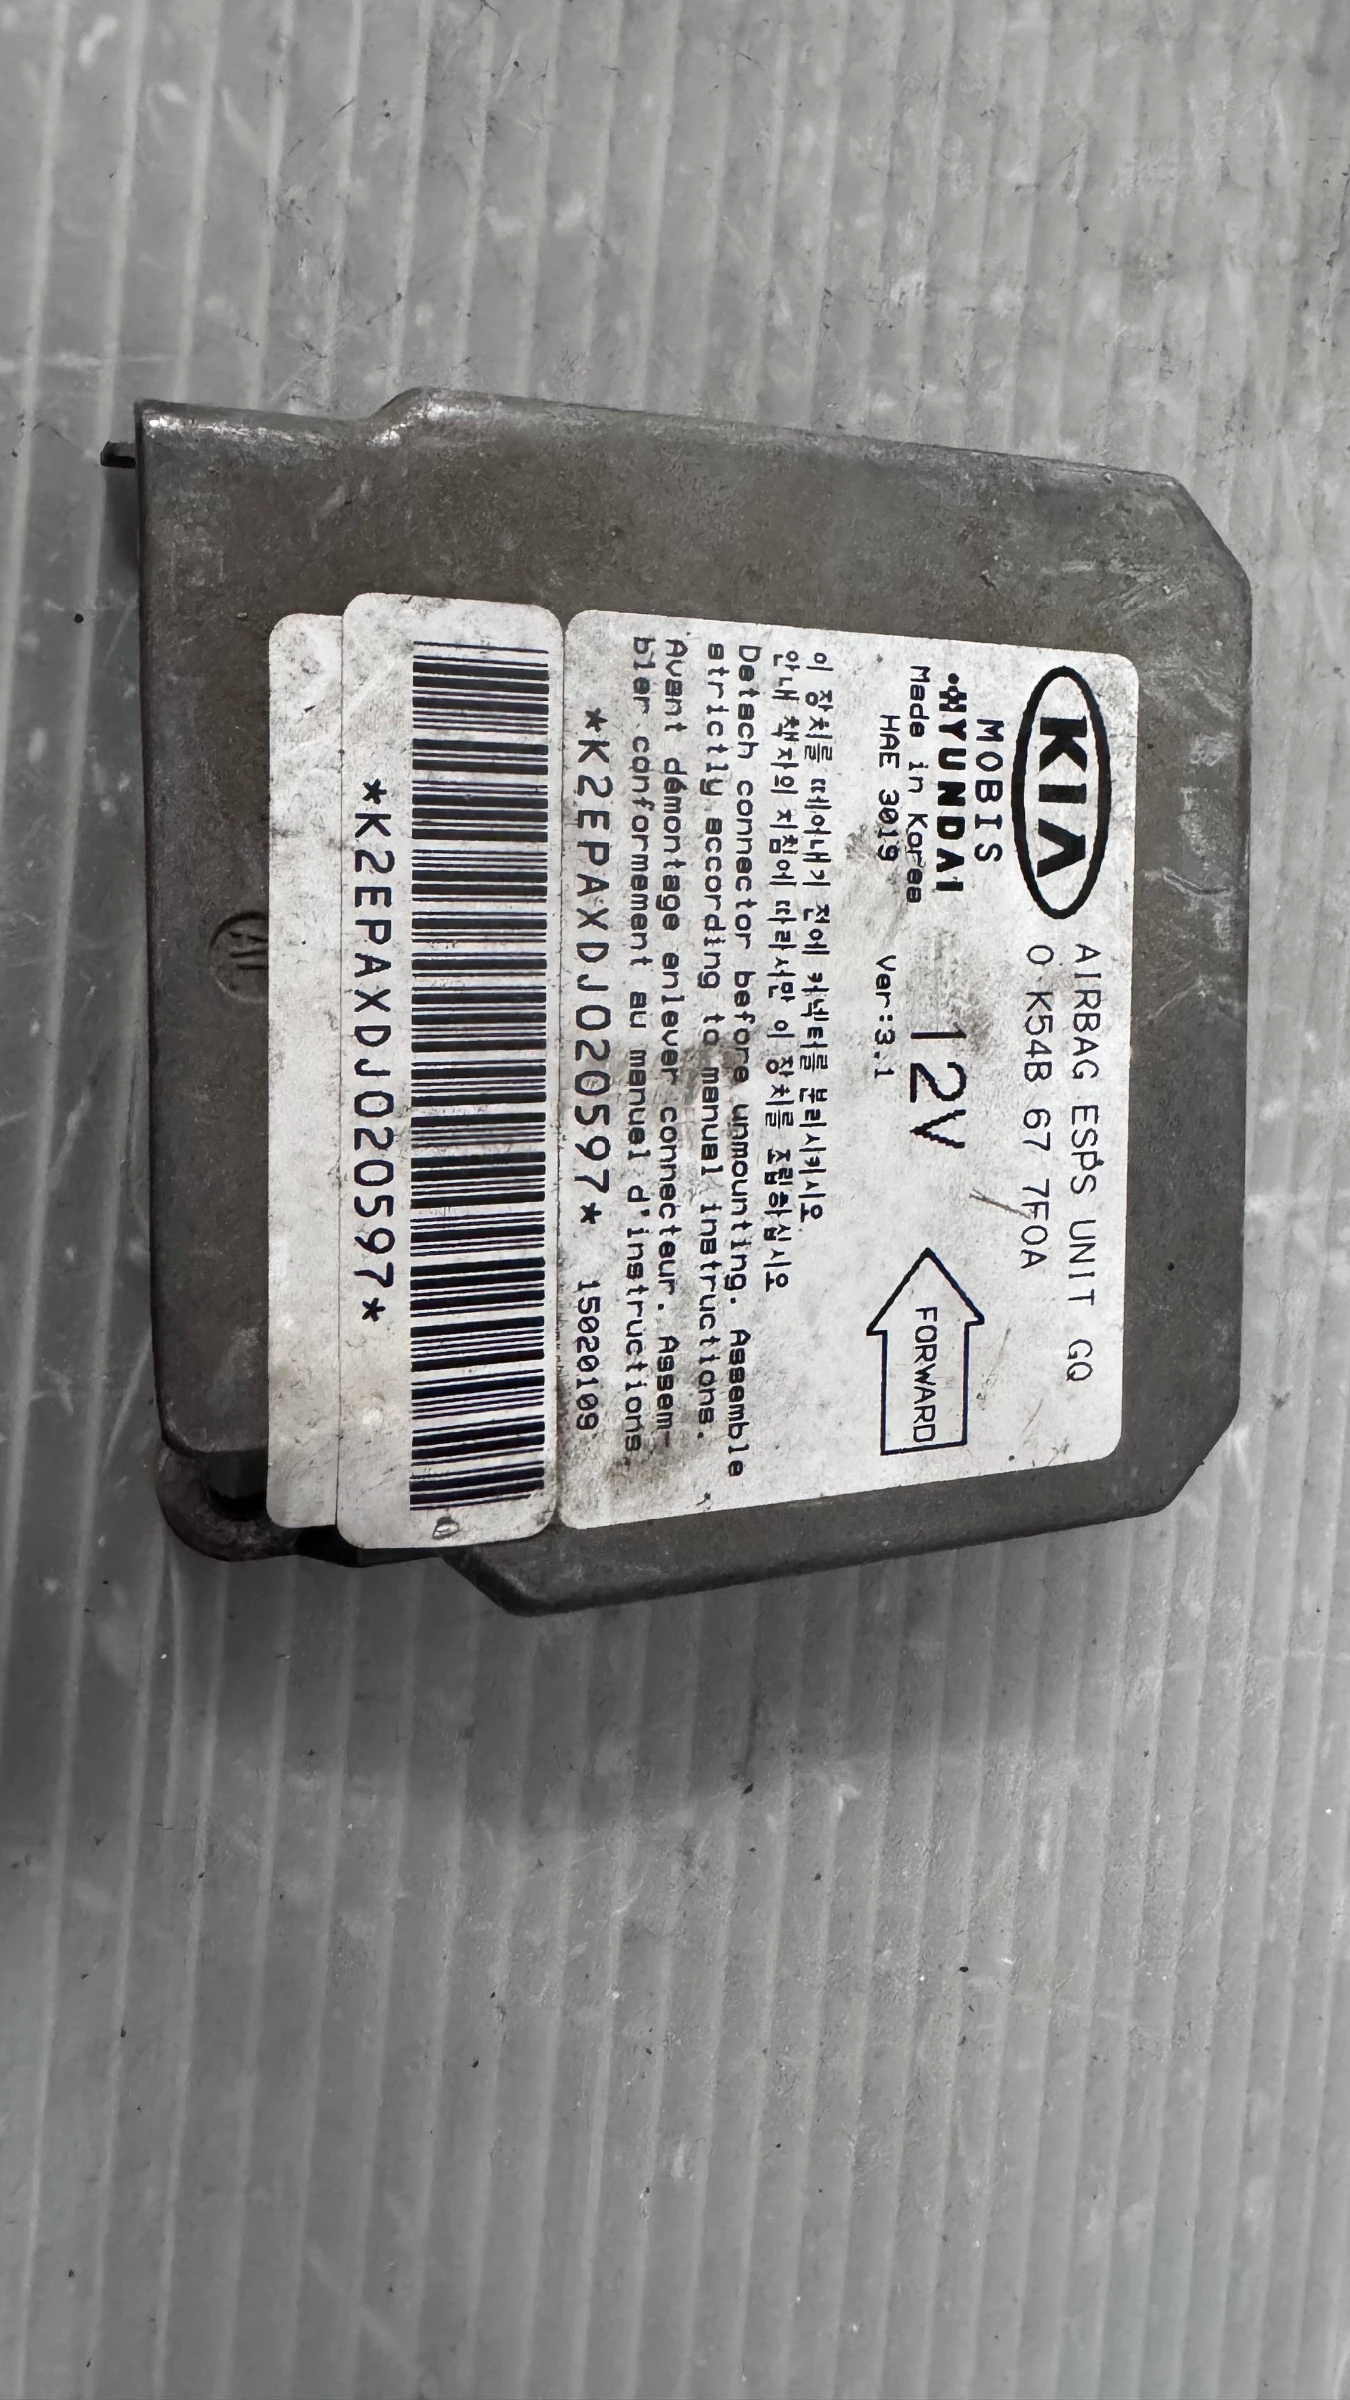 KIA
AIRBAG ESPS UNIT GQ
0 K54B 67 7F0A
MOBIS
HYUNDAI
Made in Korea
12V
FORWARD
HAE 3019 Ver:3.1
이 장치를 떼어내기 전에 커넥터를 분리시키시오.
안내 책자의 지침에 따라서만 이 장치를 조립하십시오
Detach connector before unmounting. Assemble
strictly according to manual instructions.
Avant démontage enlever connecteur. Assem-
bler conformement au manuel d'instructions.
*K2EPAXDJ020597* 15020109
*K2EPAXDJ020597*